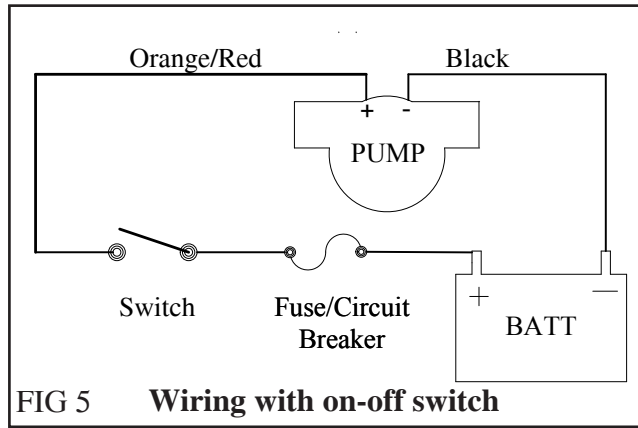 Orange/Red
Black
+ -
PUMP
Switch
Fuse/Circuit
Breaker
+ —
BATT
FIG 5 Wiring with on-off switch